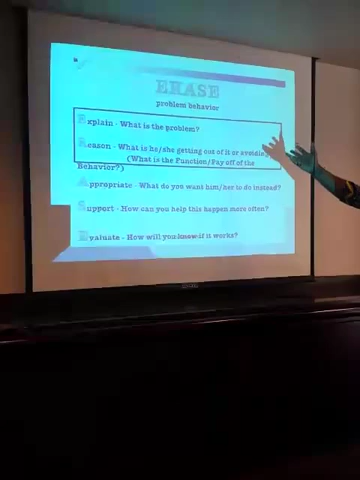 ERASE
problem behavior
Explain - What is the problem?
Reason - What is he/she getting out of it or avoiding
(What is the Function/Pay off of the
Behavior?)
Appropriate - What do you want him/her to do instead?
Support - How can you help this happen more often?
Evaluate - How will you know if it works?